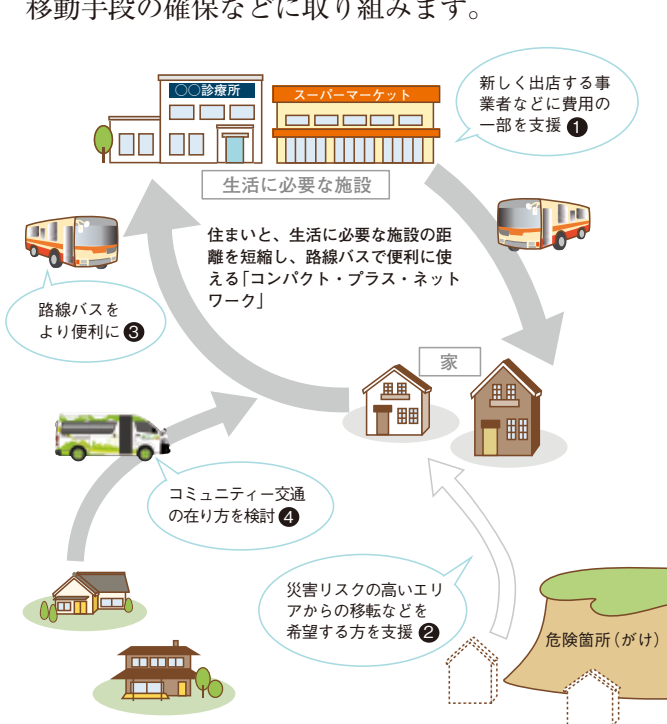 移動手段の確保などに取り組みます。
〇〇診療所
スーパーマーケット
新しく出店する事
業者などに費用の
一部を支援 ❶
生活に必要な施設
住まいと、生活に必要な施設の距
離を短縮し、路線バスで便利に使
える「コンパクト・プラス・ネット
ワーク」
路線バスを
より便利に ❸
家
コミュニティー交通
の在り方を検討 ❹
災害リスクの高いエリ
アからの移転などを
希望する方を支援 ❷
危険箇所(がけ)